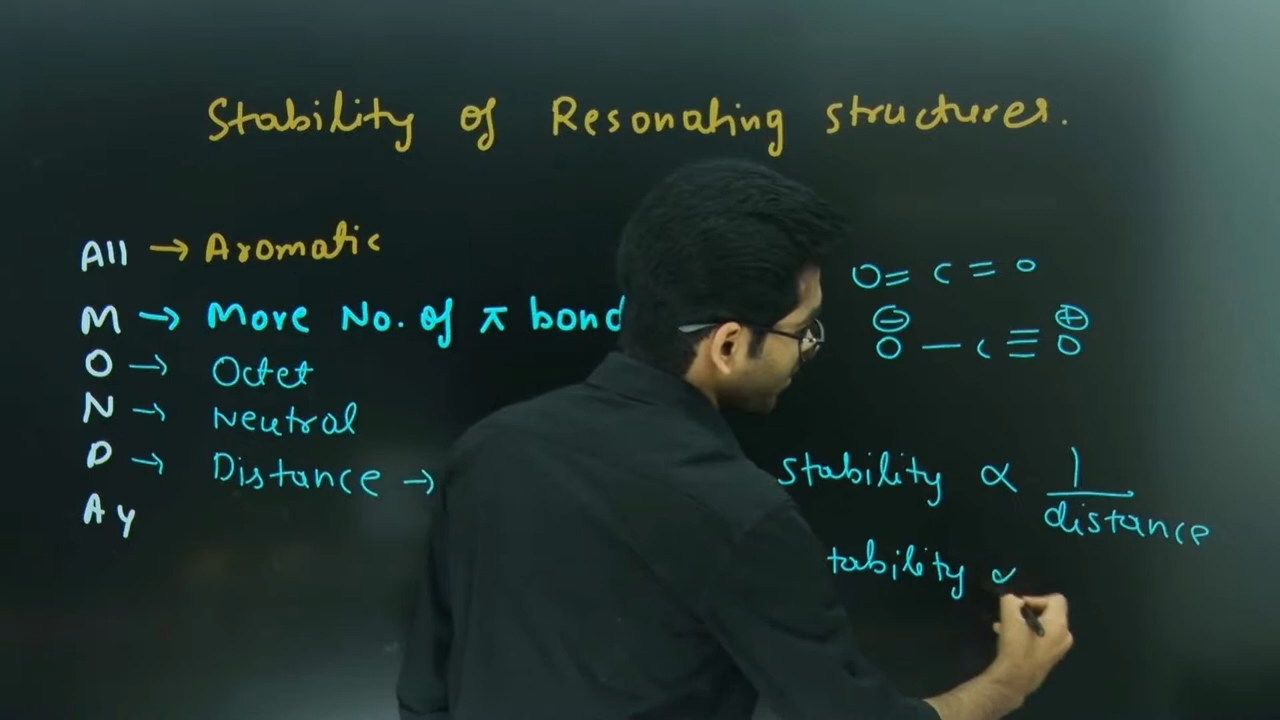 Stability of Resonating structures.
All → Aromatic
M → More No. of π bond
O → Octet
N → Neutral
D → Distance →
Ay
O = C = O
⊖ ⊕
O — C ≡ O
Stability ∝ 1
distance
tability ∝